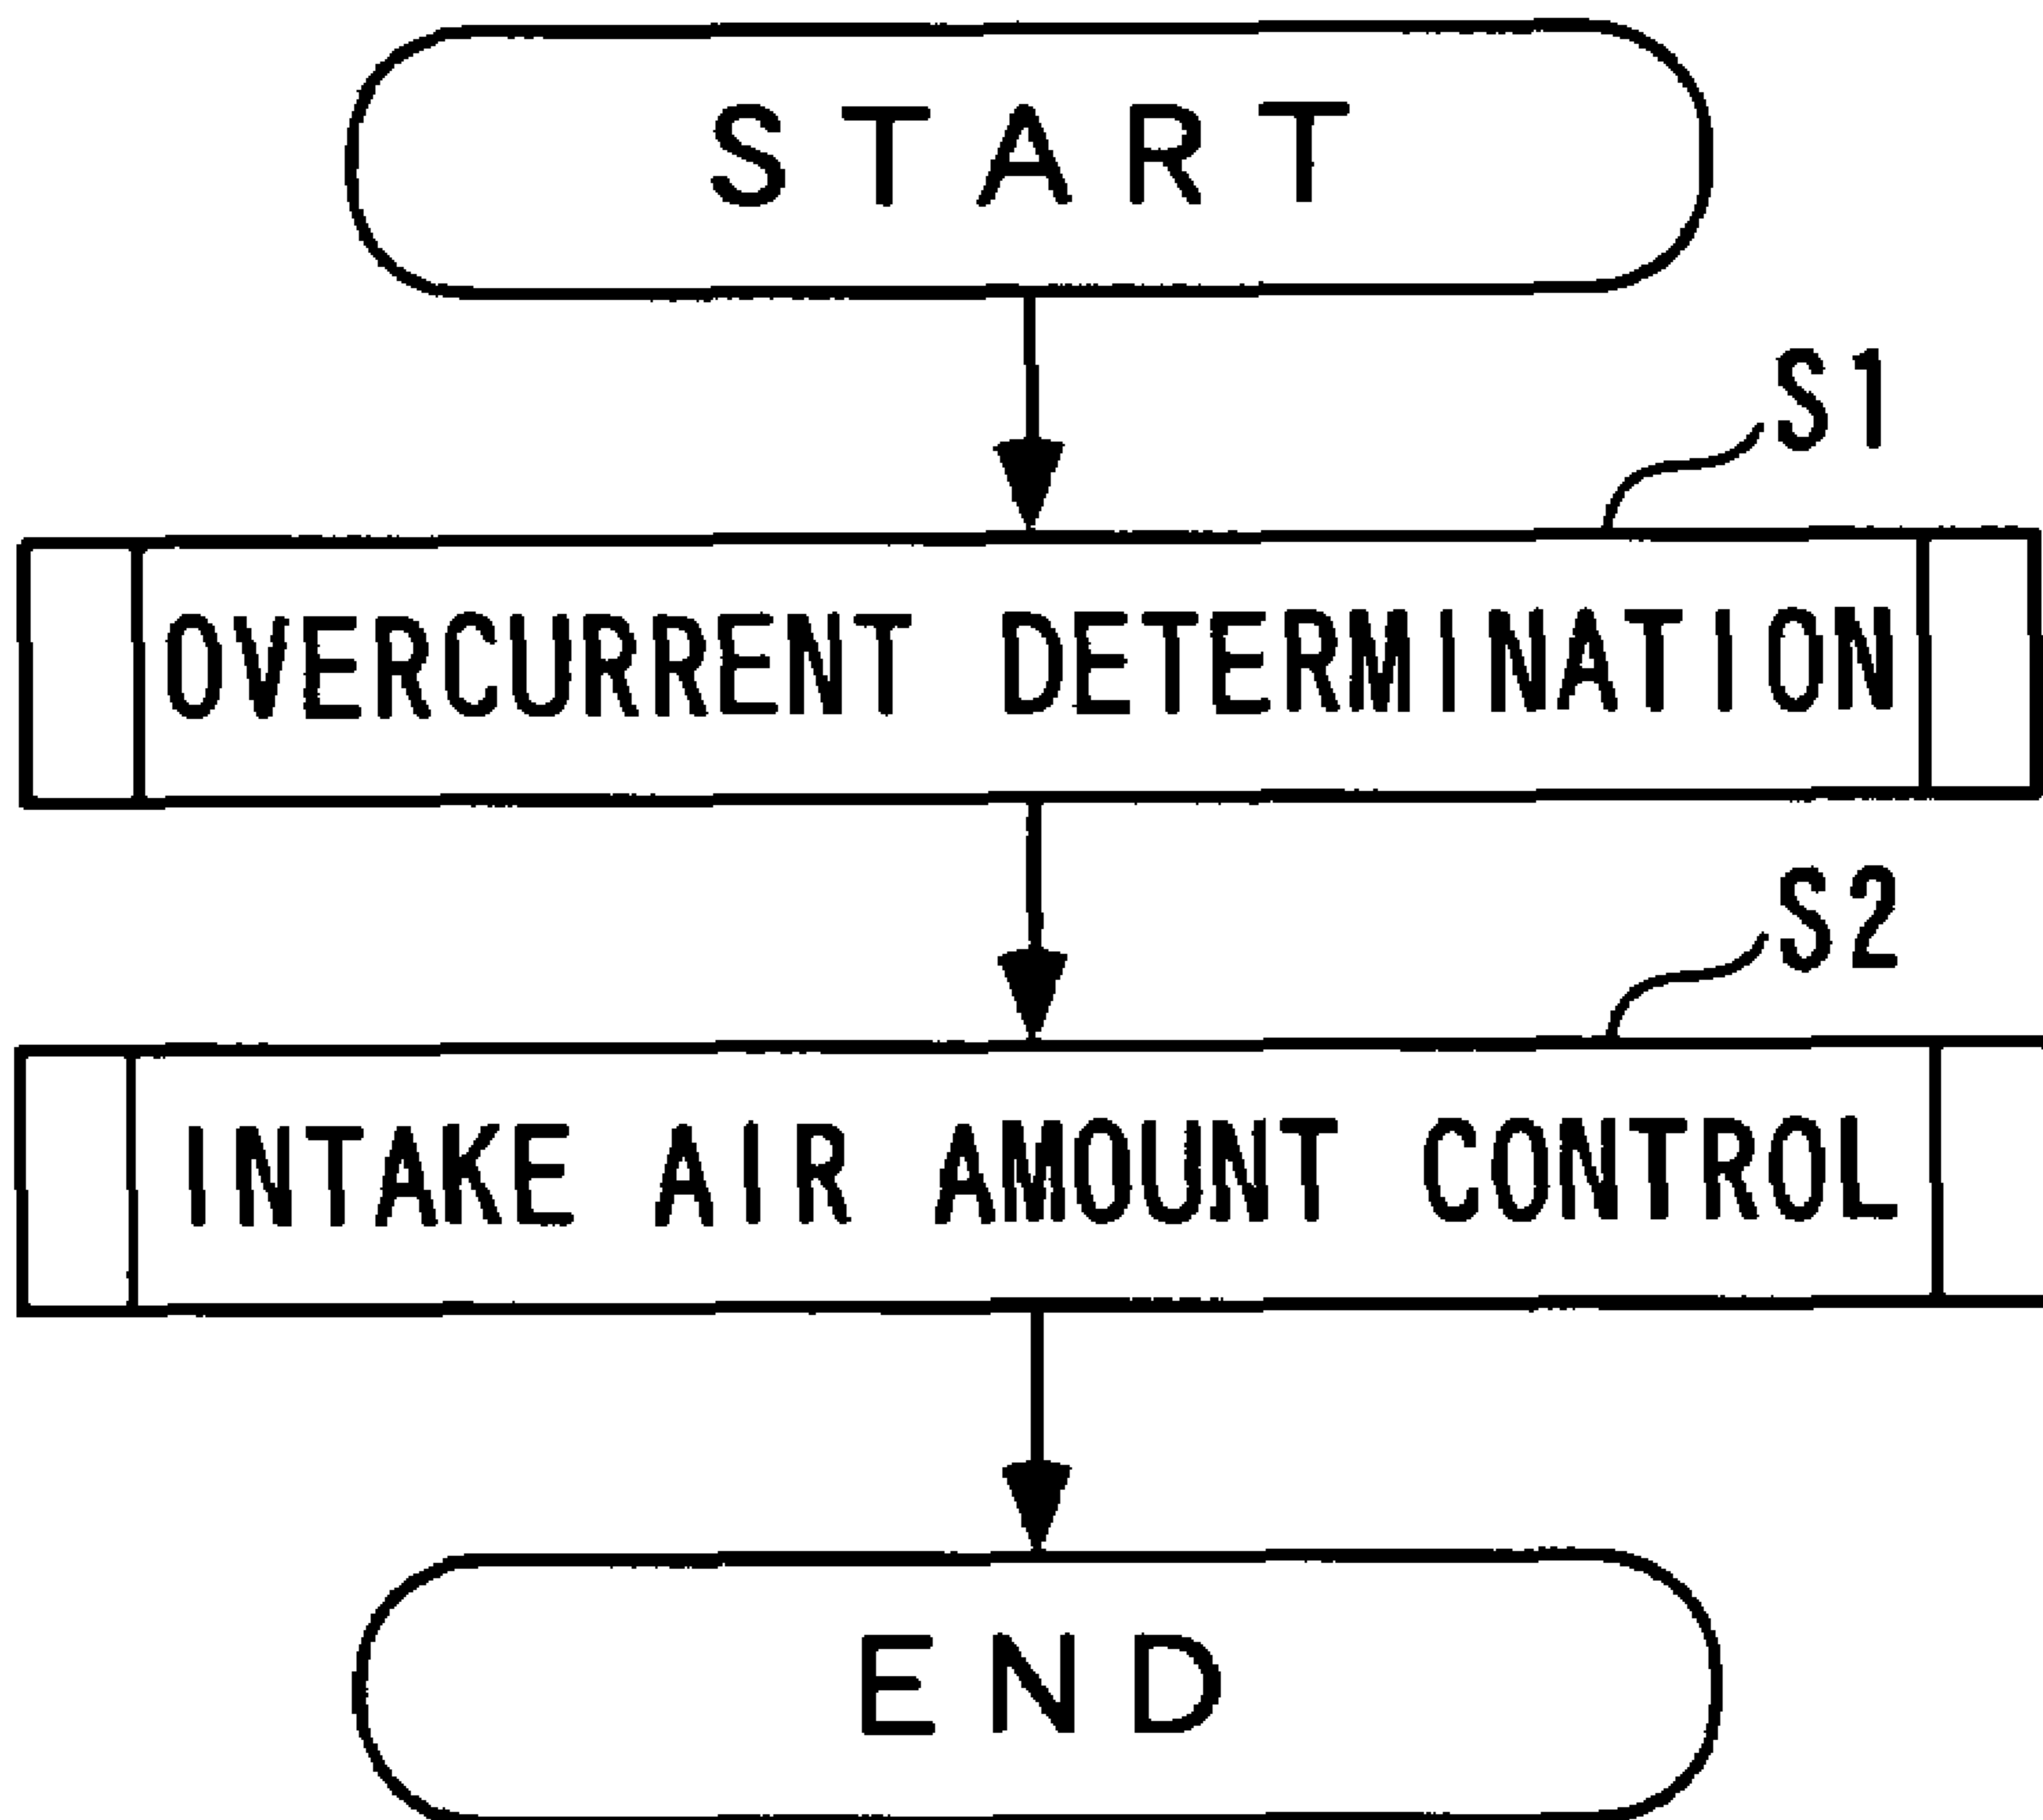 START
S1
OVERCURRENT DETERMINATION
S2
INTAKE AIR AMOUNT CONTROL
END